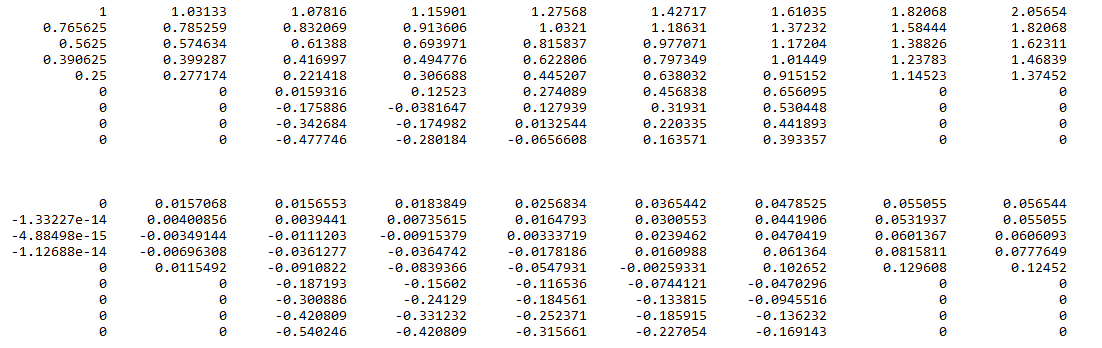 1 1.03133 1.07816 1.15901 1.27568 1.42717 1.61035 1.82068 2.05654
0.765625 0.785259 0.832069 0.913606 1.0321 1.18631 1.37232 1.58444 1.82068
0.5625 0.574634 0.61388 0.693971 0.815837 0.977071 1.17204 1.38826 1.62311
0.390625 0.399287 0.416997 0.494776 0.622806 0.797349 1.01449 1.23783 1.46839
0.25 0.277174 0.221418 0.306688 0.445207 0.638032 0.915152 1.14523 1.37452
0 0 0.0159316 0.12523 0.274089 0.456838 0.656095 0 0
0 0 -0.175886 -0.0381647 0.127939 0.31931 0.530448 0 0
0 0 -0.342684 -0.174982 0.0132544 0.220335 0.441893 0 0
0 0 -0.477746 -0.280184 -0.0656608 0.163571 0.393357 0 0
0 0.0157068 0.0156553 0.0183849 0.0256834 0.0365442 0.0478525 0.055055 0.056544
-1.33227e-14 0.00400856 0.0039441 0.00735615 0.0164793 0.0300553 0.0441906 0.0531937 0.055055
-4.88498e-15 -0.00349144 -0.0111203 -0.00915379 0.00333719 0.0239462 0.0470419 0.0601367 0.0606093
-1.12688e-14 -0.00696308 -0.0361277 -0.0364742 -0.0178186 0.0160988 0.061364 0.0815811 0.0777649
0 0.0115492 -0.0910822 -0.0839366 -0.0547931 -0.00259331 0.102652 0.129608 0.12452
0 0 -0.187193 -0.15602 -0.116536 -0.0744121 -0.0470296 0 0
0 0 -0.300886 -0.24129 -0.184561 -0.133815 -0.0945516 0 0
0 0 -0.420809 -0.331232 -0.252371 -0.185915 -0.136232 0 0
0 0 -0.540246 -0.420809 -0.315661 -0.227054 -0.169143 0 0